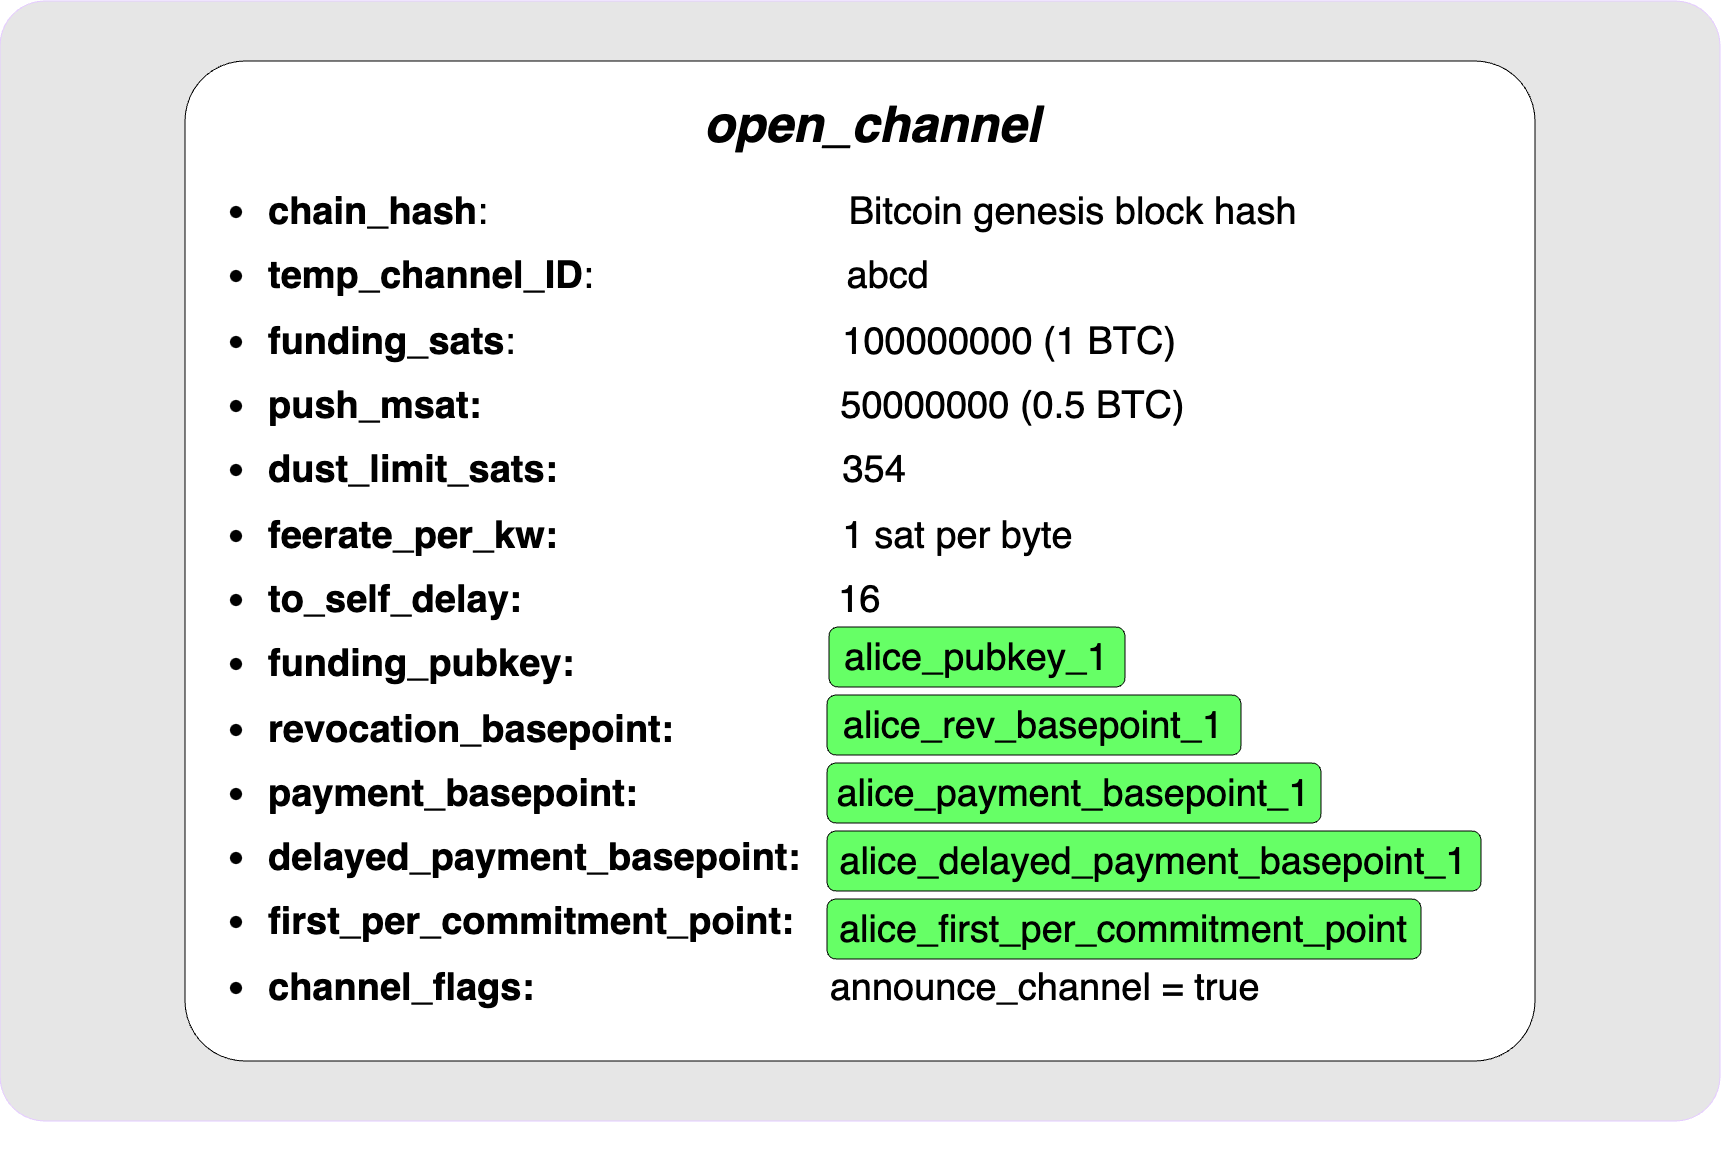 open_channel
• chain_hash: Bitcoin genesis block hash
• temp_channel_ID: abcd
• funding_sats: 100000000 (1 BTC)
• push_msat: 50000000 (0.5 BTC)
• dust_limit_sats: 354
• feerate_per_kw: 1 sat per byte
• to_self_delay: 16
• funding_pubkey: alice_pubkey_1
• revocation_basepoint: alice_rev_basepoint_1
• payment_basepoint: alice_payment_basepoint_1
• delayed_payment_basepoint: alice_delayed_payment_basepoint_1
• first_per_commitment_point: alice_first_per_commitment_point
• channel_flags: announce_channel = true